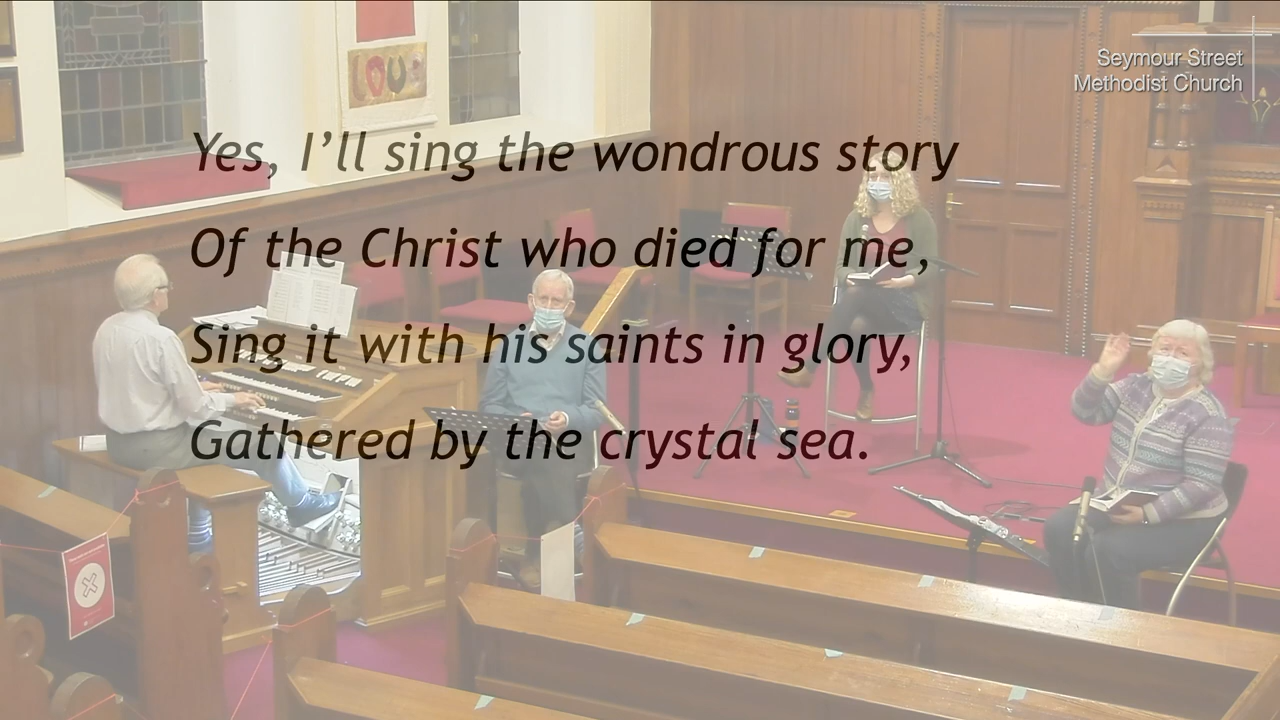 Seymour Street
Methodist Church
Yes, I’ll sing the wondrous story
Of the Christ who died for me,
Sing it with his saints in glory,
Gathered by the crystal sea.